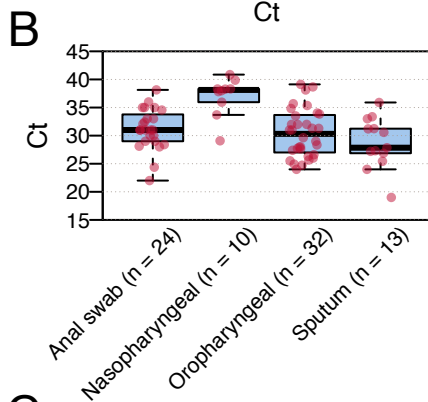 Ct
B
45
40
35
30
25
20
15
Ct
Anal swab (n = 24)
Nasopharyngeal (n = 10)
Oropharyngeal (n = 32)
Sputum (n = 13)